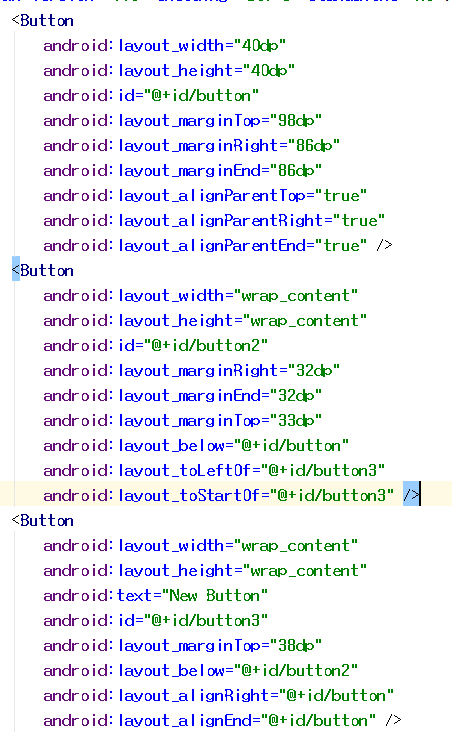 <Button
android:layout_width="40dp"
android:layout_height="40dp"
android:id="@+id/button"
android:layout_marginTop="98dp"
android:layout_marginRight="86dp"
android:layout_marginEnd="86dp"
android:layout_alignParentTop="true"
android:layout_alignParentRight="true"
android:layout_alignParentEnd="true" />
<Button
android:layout_width="wrap_content"
android:layout_height="wrap_content"
android:id="@+id/button2"
android:layout_marginRight="32dp"
android:layout_marginEnd="32dp"
android:layout_marginTop="33dp"
android:layout_below="@+id/button"
android:layout_toLeftOf="@+id/button3"
android:layout_toStartOf="@+id/button3" />
<Button
android:layout_width="wrap_content"
android:layout_height="wrap_content"
android:text="New Button"
android:id="@+id/button3"
android:layout_marginTop="38dp"
android:layout_below="@+id/button2"
android:layout_alignRight="@+id/button"
android:layout_alignEnd="@+id/button" />